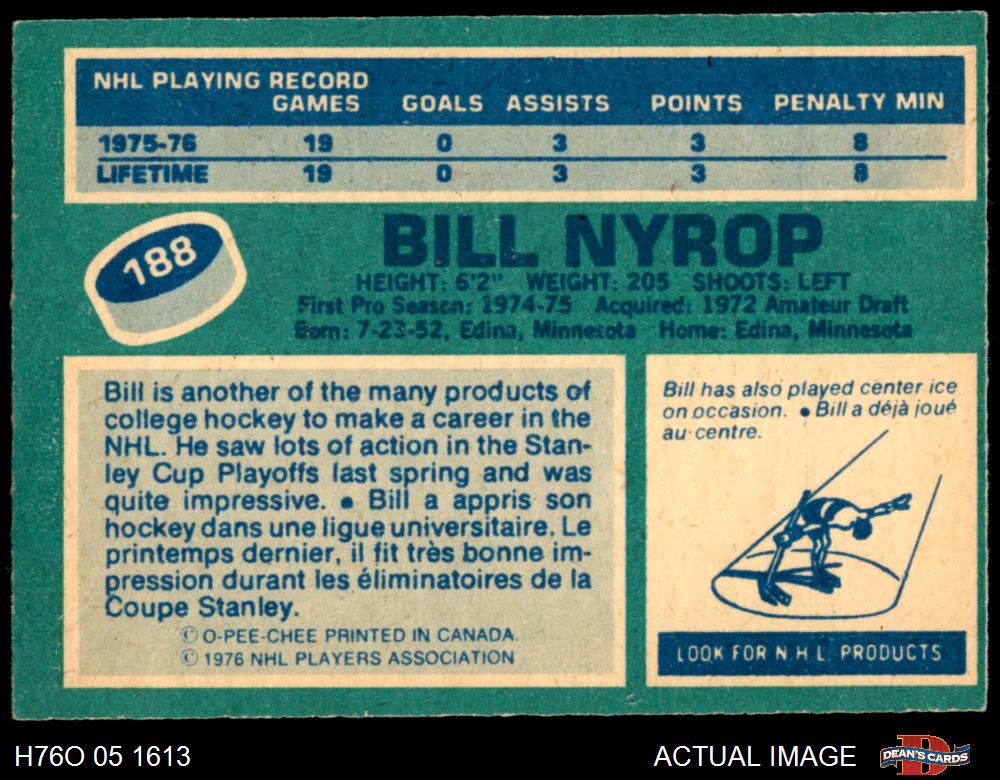 NHL PLAYING RECORD
GAMES GOALS ASSISTS POINTS PENALTY MIN
1975-76 19 0 3 3 8
LIFETIME 19 0 3 3 8
188
BILL NYROP
HEIGHT: 6'2" WEIGHT: 205 SHOOTS: LEFT
First Pro Season: 1974-75 Acquired: 1972 Amateur Draft
Born: 7-23-52, Edina, Minnesota Home: Edina, Minnesota
Bill is another of the many products of
college hockey to make a career in the
NHL. He saw lots of action in the Stan-
ley Cup Playoffs last spring and was
quite impressive. ● Bill a appris son
hockey dans une ligue universitaire. Le
printemps dernier, il fit très bonne im-
pression durant les éliminatoires de la
Coupe Stanley.
© O-PEE-CHEE PRINTED IN CANADA.
© 1976 NHL PLAYERS ASSOCIATION
Bill has also played center ice
on occasion. ● Bill a déjà joué
au centre.
LOOK FOR N.H.L. PRODUCTS
H76O 05 1613
ACTUAL IMAGE
DEAN'S CARDS